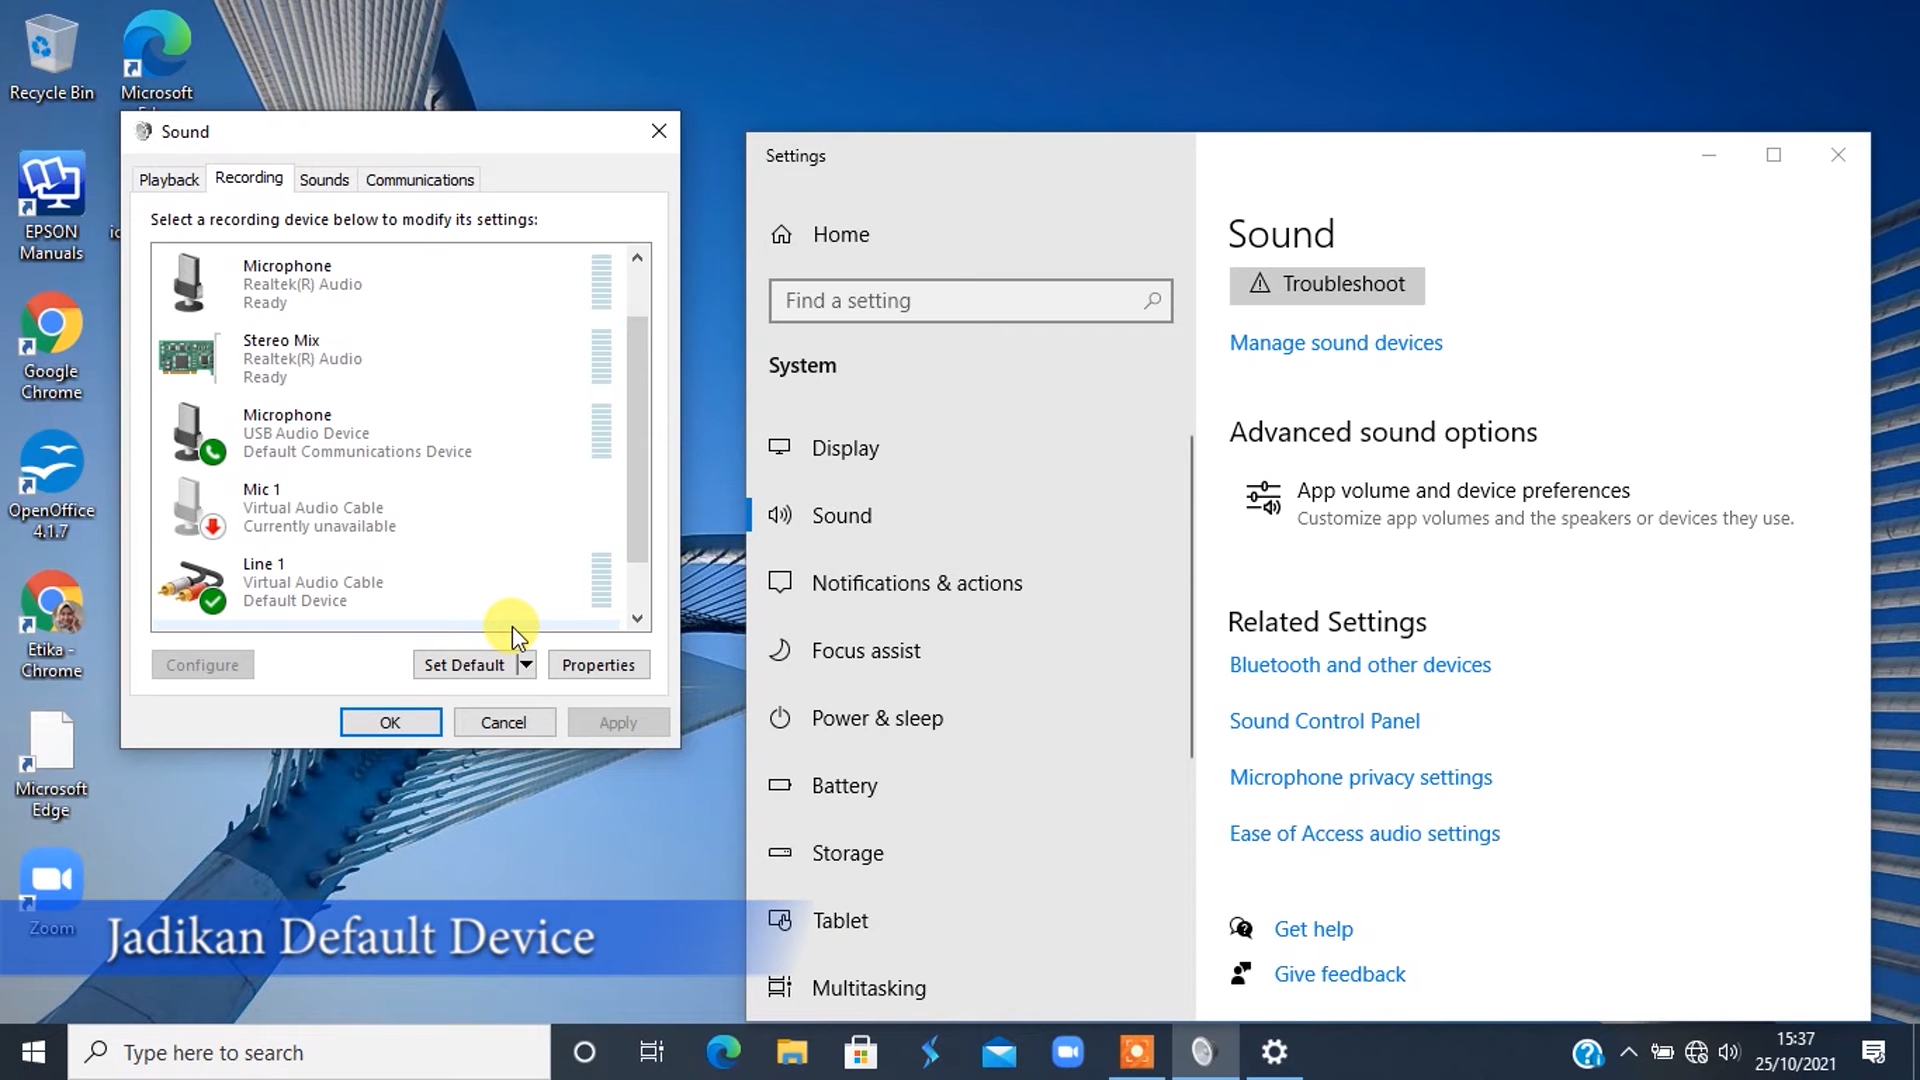 Recycle Bin
Microsoft
EPSON
Manuals
Google
Chrome
OpenOffice
4.1.7
Etika -
Chrome
Microsoft
Edge
Zoom
Sound
Playback
Recording
Sounds
Communications
Select a recording device below to modify its settings:
Microphone
Realtek(R) Audio
Ready
Stereo Mix
Realtek(R) Audio
Ready
Microphone
USB Audio Device
Default Communications Device
Mic 1
Virtual Audio Cable
Currently unavailable
Line 1
Virtual Audio Cable
Default Device
Configure
Set Default
Properties
OK
Cancel
Apply
Jadikan Default Device
Settings
Home
Find a setting
System
Display
Sound
Notifications & actions
Focus assist
Power & sleep
Battery
Storage
Tablet
Multitasking
Sound
Troubleshoot
Manage sound devices
Advanced sound options
App volume and device preferences
Customize app volumes and the speakers or devices they use.
Related Settings
Bluetooth and other devices
Sound Control Panel
Microphone privacy settings
Ease of Access audio settings
Get help
Give feedback
Type here to search
15:37
25/10/2021